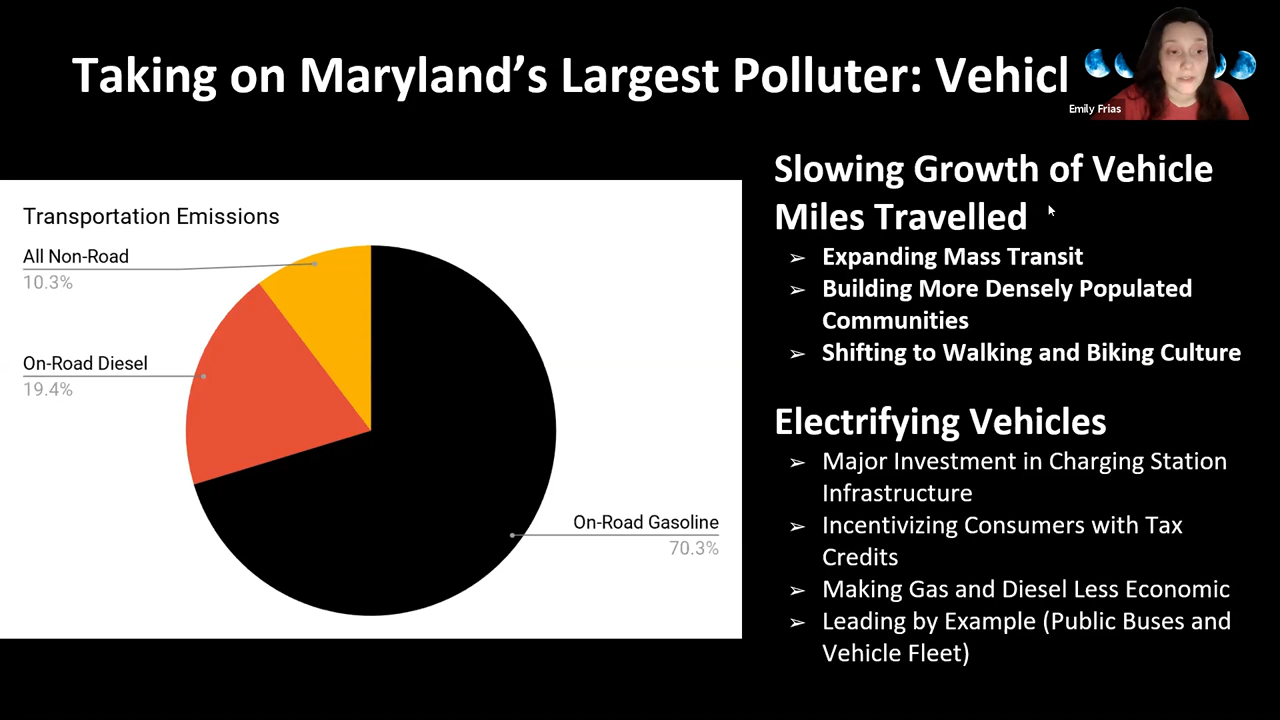 Taking on Maryland's Largest Polluter: Vehicl
Emily Frias
Transportation Emissions
All Non-Road
10.3%
On-Road Diesel
19.4%
On-Road Gasoline
70.3%
Slowing Growth of Vehicle
Miles Travelled
➢ Expanding Mass Transit
➢ Building More Densely Populated
Communities
➢ Shifting to Walking and Biking Culture
Electrifying Vehicles
➢ Major Investment in Charging Station
Infrastructure
➢ Incentivizing Consumers with Tax
Credits
➢ Making Gas and Diesel Less Economic
➢ Leading by Example (Public Buses and
Vehicle Fleet)